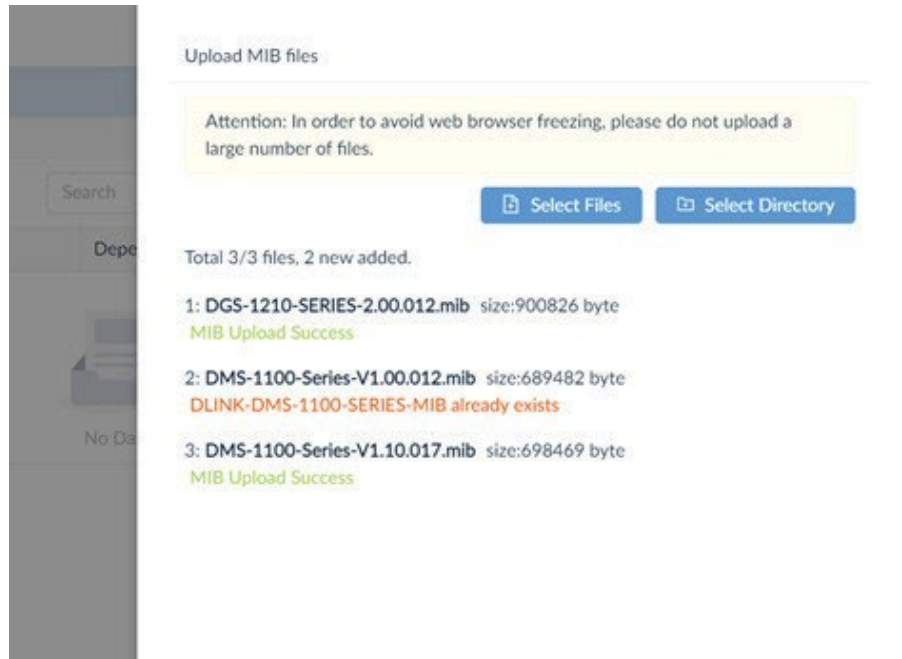 Upload MIB files
Attention: In order to avoid web browser freezing, please do not upload a
large number of files.
Search
Select Files
Select Directory
Depe
Total 3/3 files, 2 new added.
1: DGS-1210-SERIES-2.00.012.mib size:900826 byte
MIB Upload Success
2: DMS-1100-Series-V1.00.012.mib size:689482 byte
DLINK-DMS-1100-SERIES-MIB already exists
No Da
3: DMS-1100-Series-V1.10.017.mib size:698469 byte
MIB Upload Success